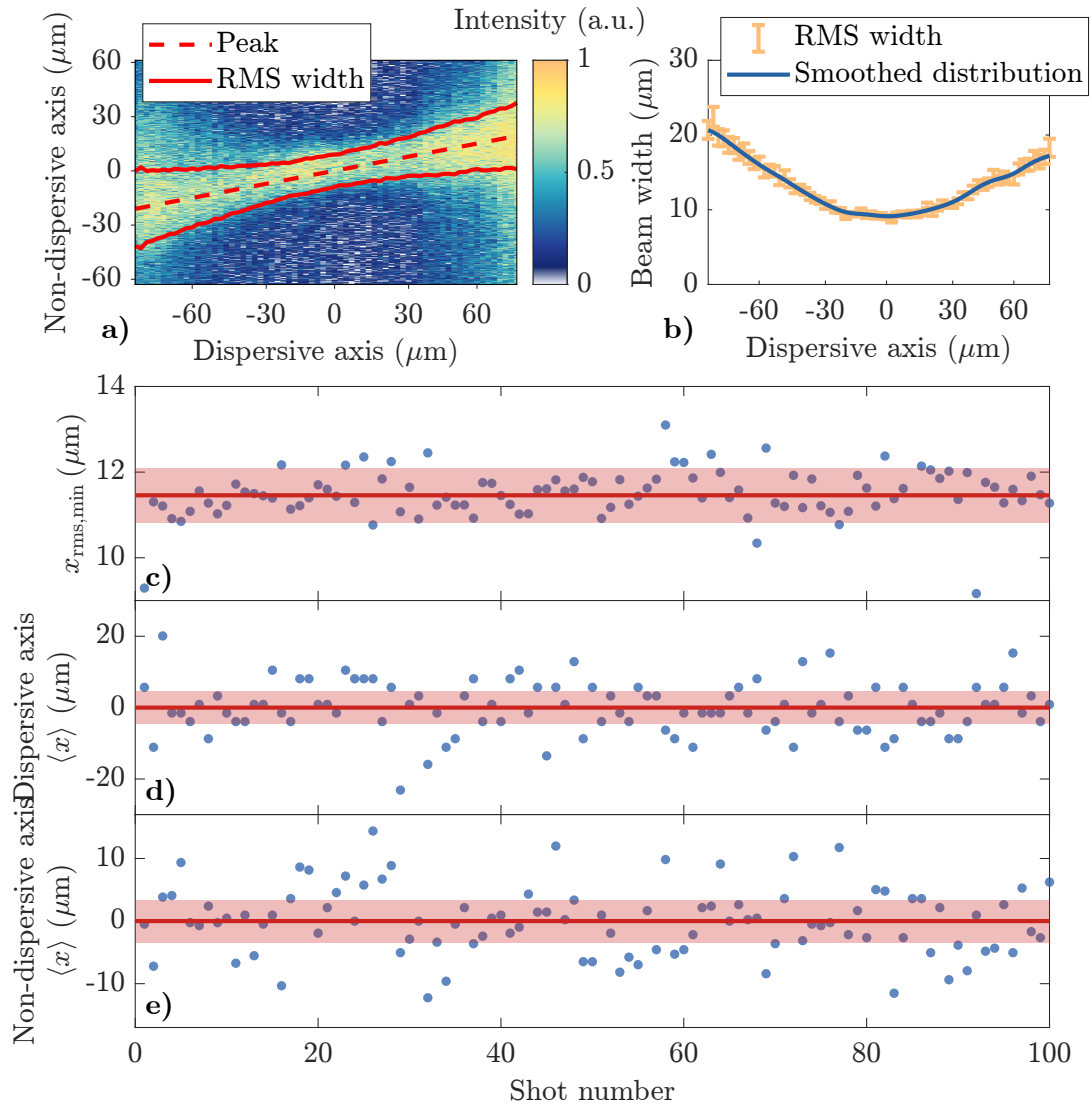 Intensity (a.u.)
Peak
RMS width
Non-dispersive axis (μm)
60
30
0
-30
-60
1
0.5
0
-60
-30
0
30
60
a)
Dispersive axis (μm)
RMS width
Smoothed distribution
Beam width (μm)
30
20
10
0
-60
-30
0
30
60
b)
Dispersive axis (μm)
14
12
10
x_rms,min (μm)
c)
20
0
-20
Dispersive axis
⟨x⟩ (μm)
d)
10
0
-10
Non-dispersive axis
⟨x⟩ (μm)
e)
0
20
40
60
80
100
Shot number